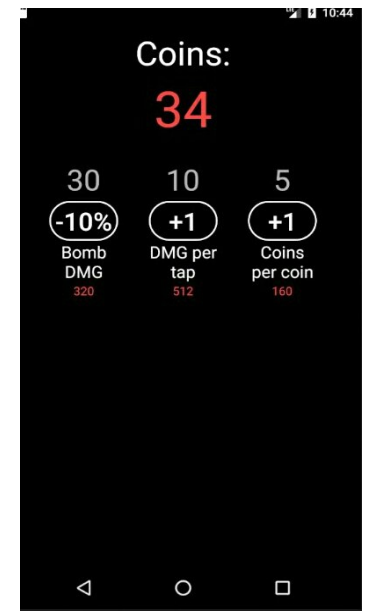 LTE 10:44
Coins:
34
30 10 5
-10% +1 +1
Bomb DMG per Coins
DMG tap per coin
320 512 160